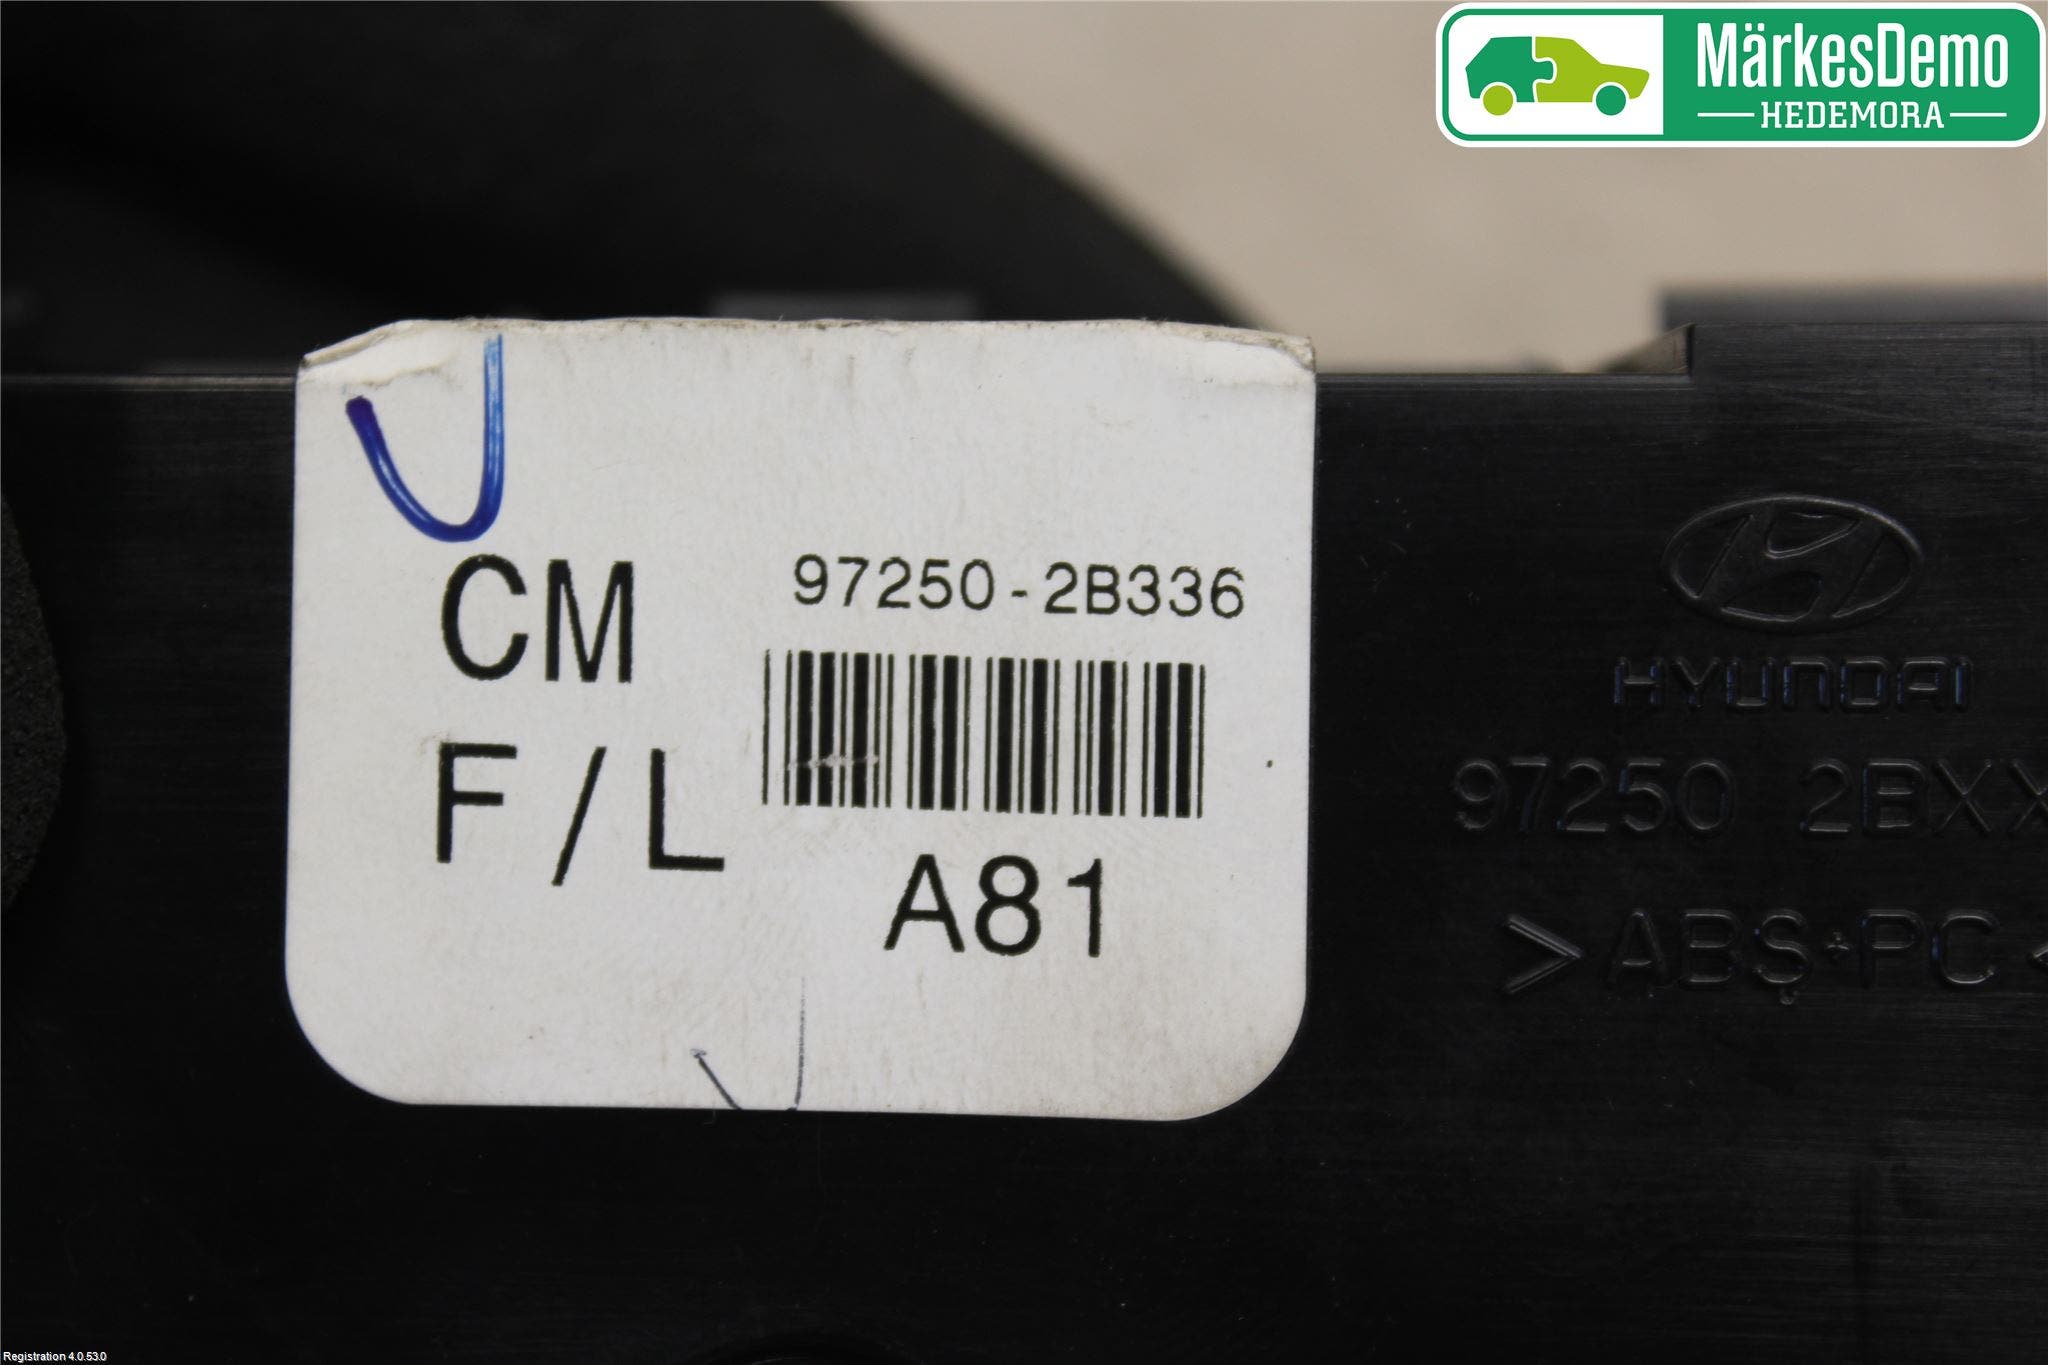 MärkesDemo
HEDEMORA
CM
97250-2B336
F/L
A81
HYUNDAI
97250 2BXX
>ABS+PC<
Registration 4.0.53.0